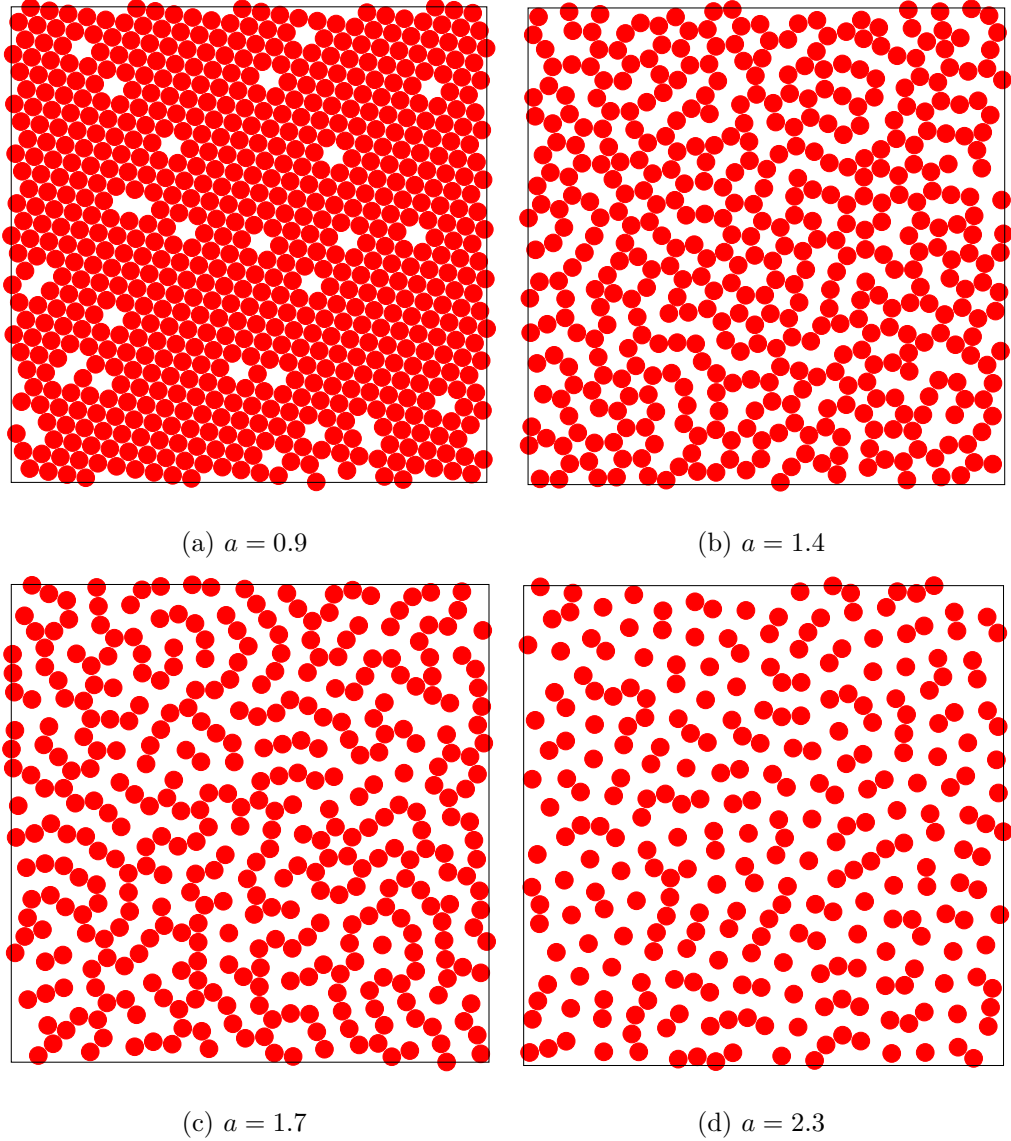 (a) a = 0.9
(b) a = 1.4
(c) a = 1.7
(d) a = 2.3